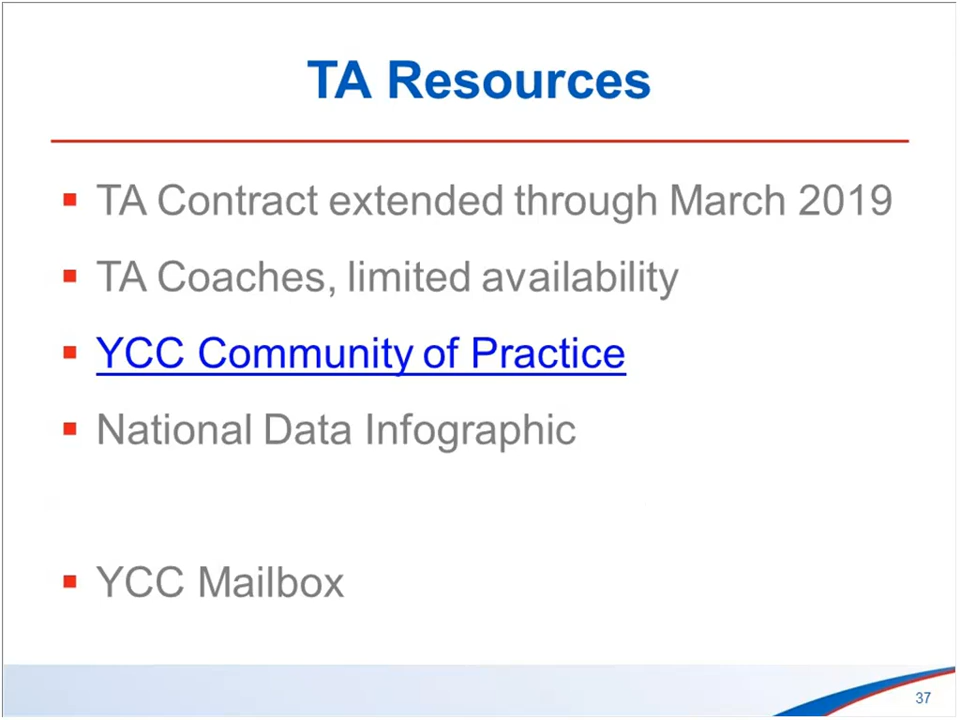 TA Resources
TA Contract extended through March 2019
TA Coaches, limited availability
YCC Community of Practice
National Data Infographic
YCC Mailbox
37